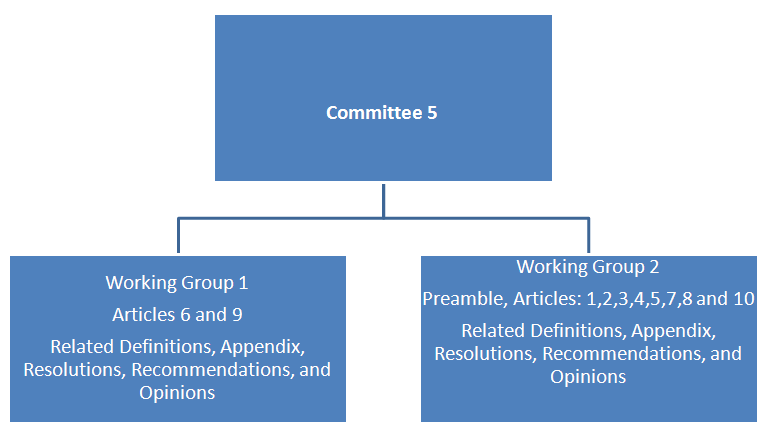 Committee 5
Working Group 1
Articles 6 and 9
Related Definitions, Appendix,
Resolutions, Recommendations, and
Opinions
Working Group 2
Preamble, Articles: 1,2,3,4,5,7,8 and 10
Related Definitions, Appendix,
Resolutions, Recommendations, and
Opinions